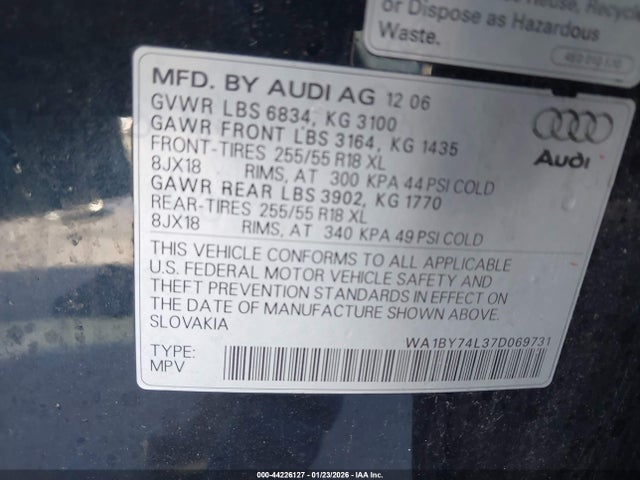 Reuse, Recycle
or Dispose as Hazardous
Waste.
MFD. BY AUDI AG 12 06
GVWR LBS 6834, KG 3100
GAWR FRONT LBS 3164, KG 1435
FRONT-TIRES 255/55 R18 XL
8JX18 RIMS, AT 300 KPA 44 PSI COLD
GAWR REAR LBS 3902, KG 1770
REAR-TIRES 255/55 R18 XL
8JX18 RIMS, AT 340 KPA 49 PSI COLD
Audi
THIS VEHICLE CONFORMS TO ALL APPLICABLE
U.S. FEDERAL MOTOR VEHICLE SAFETY AND
THEFT PREVENTION STANDARDS IN EFFECT ON
THE DATE OF MANUFACTURE SHOWN ABOVE.
SLOVAKIA
WA1BY74L37D069731
TYPE:
MPV
000-44226127 - 01/23/2026 - IAA Inc.